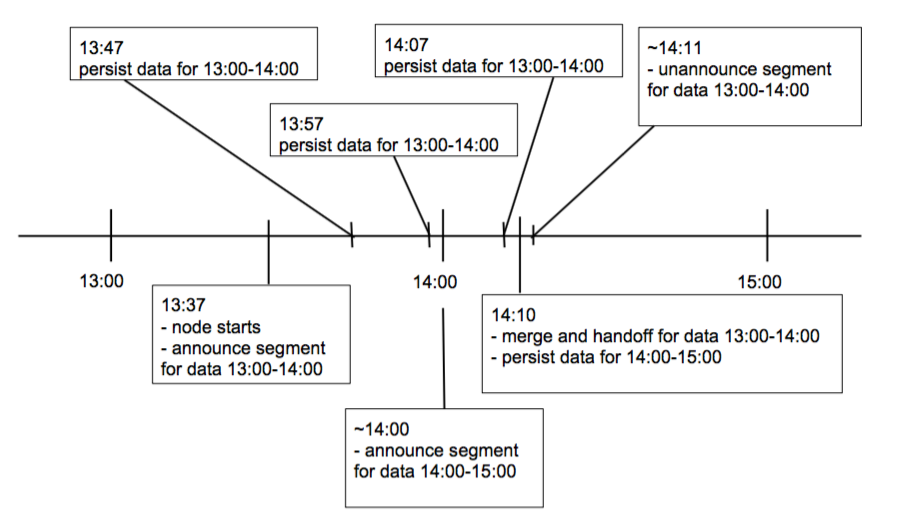 13:47
persist data for 13:00-14:00
14:07
persist data for 13:00-14:00
~14:11
- unannounce segment
for data 13:00-14:00
13:57
persist data for 13:00-14:00
13:00
14:00
15:00
13:37
- node starts
- announce segment
for data 13:00-14:00
14:10
- merge and handoff for data 13:00-14:00
- persist data for 14:00-15:00
~14:00
- announce segment
for data 14:00-15:00